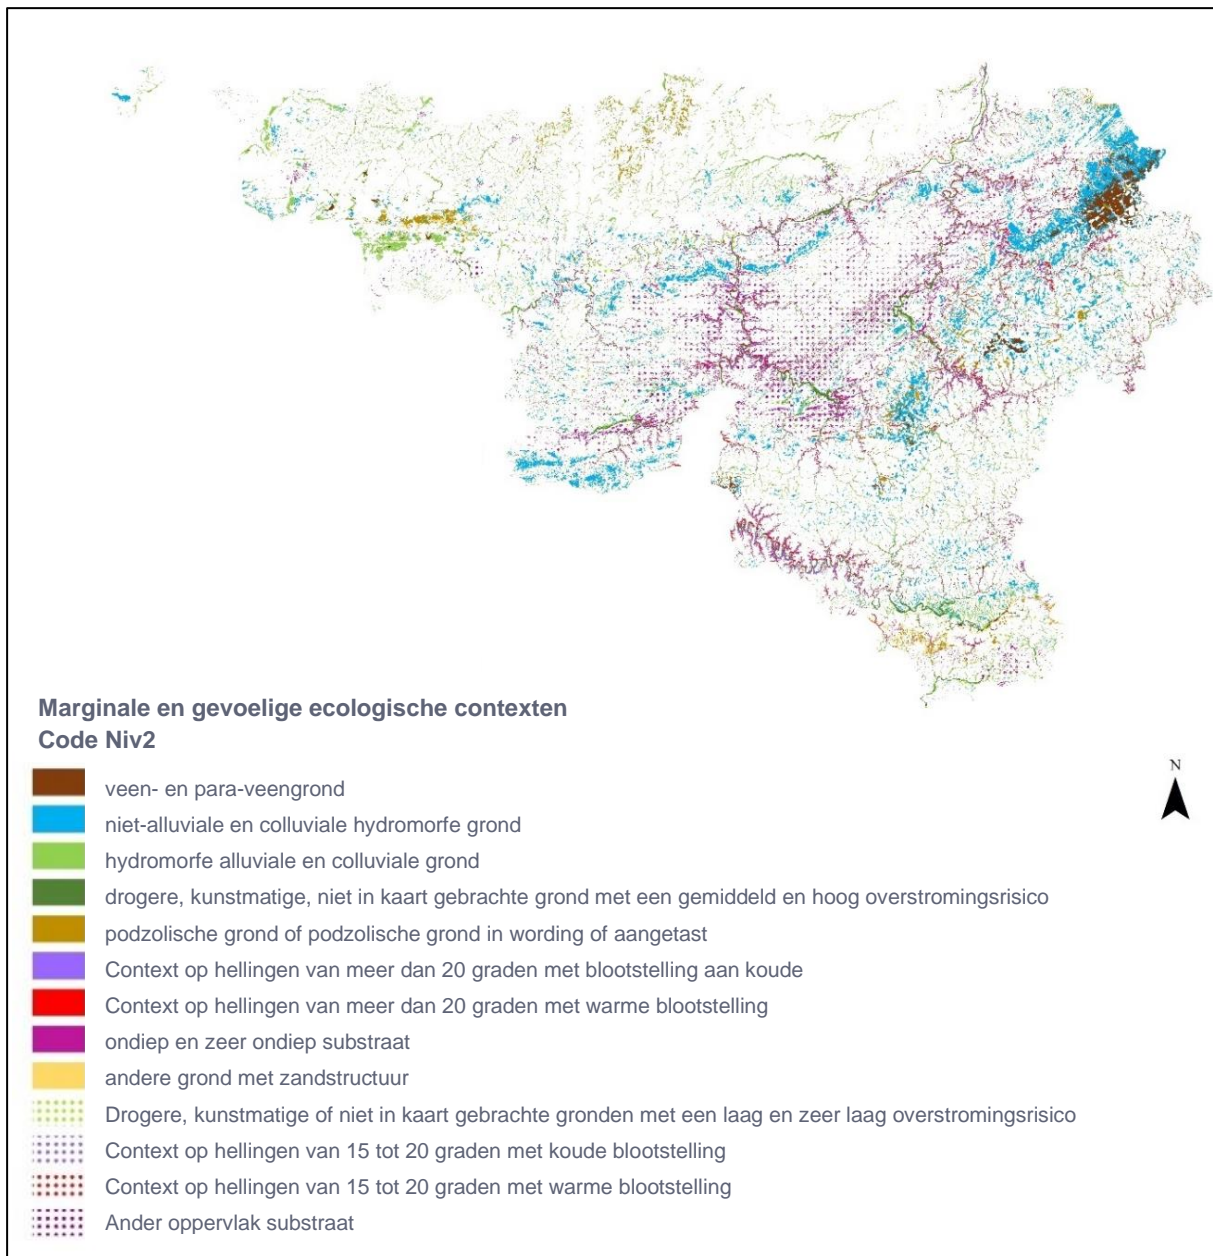 Marginale en gevoelige ecologische contexten
Code Niv2
N
veen- en para-veengrond
niet-alluviale en colluviale hydromorfe grond
hydromorfe alluviale en colluviale grond
drogere, kunstmatige, niet in kaart gebrachte grond met een gemiddeld en hoog overstromingsrisico
podzolische grond of podzolische grond in wording of aangetast
Context op hellingen van meer dan 20 graden met blootstelling aan koude
Context op hellingen van meer dan 20 graden met warme blootstelling
ondiep en zeer ondiep substraat
andere grond met zandstructuur
Drogere, kunstmatige of niet in kaart gebrachte gronden met een laag en zeer laag overstromingsrisico
Context op hellingen van 15 tot 20 graden met koude blootstelling
Context op hellingen van 15 tot 20 graden met warme blootstelling
Ander oppervlak substraat